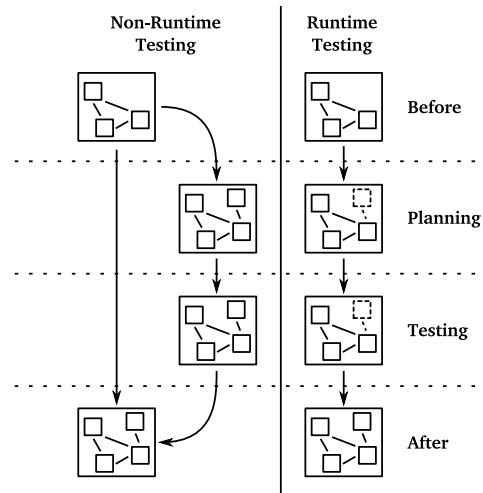 Non-Runtime
Testing
Runtime
Testing
Before
Planning
Testing
After